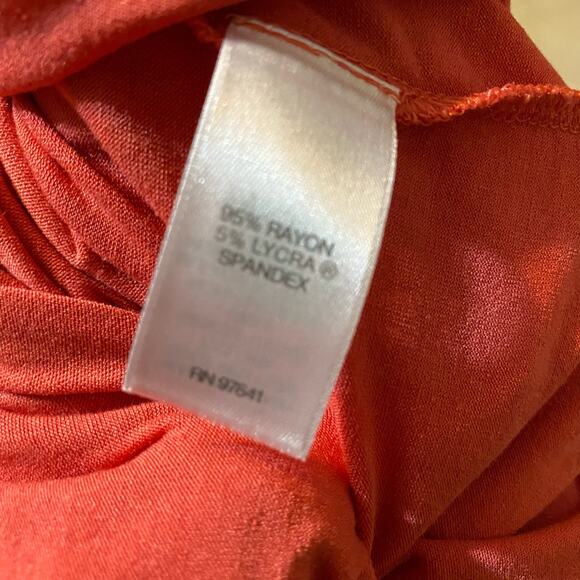 95% RAYON
5% LYCRA®
SPANDEX
RN 97641